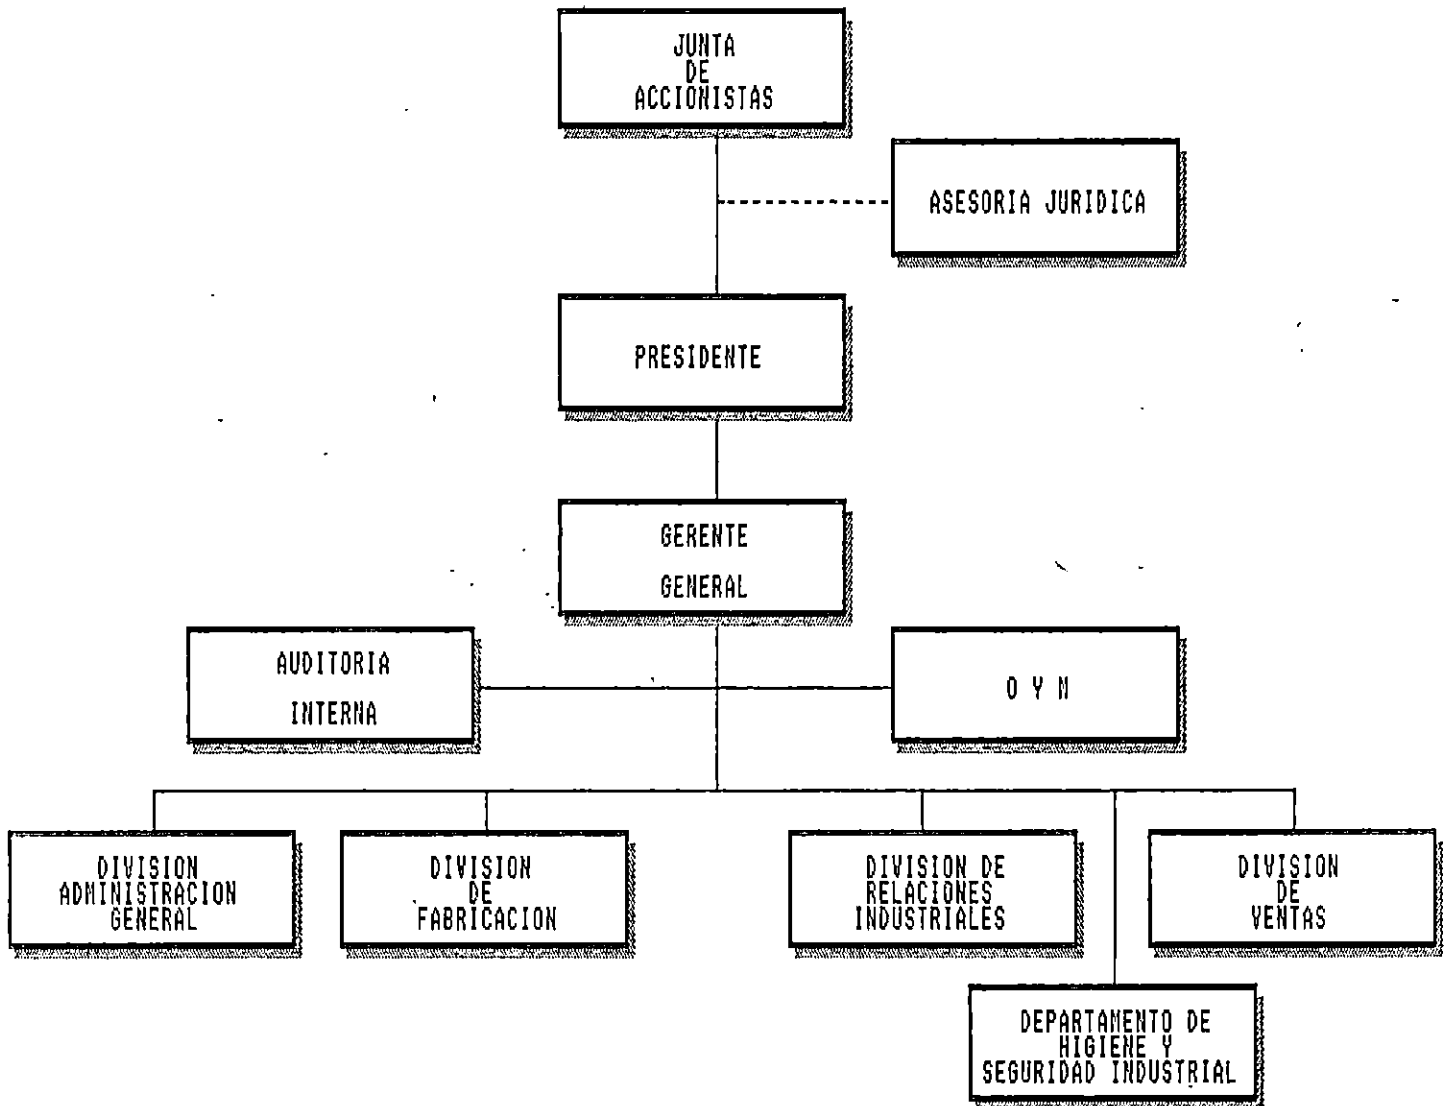 JUNTA
DE
ACCIONISTAS
ASESORIA JURIDICA
PRESIDENTE
GERENTE
GENERAL
AUDITORIA
INTERNA
O Y M
DIVISION
ADMINISTRACION
GENERAL
DIVISION
DE
FABRICACION
DIVISION DE
RELACIONES
INDUSTRIALES
DIVISION
DE
VENTAS
DEPARTAMENTO DE
HIGIENE Y
SEGURIDAD INDUSTRIAL